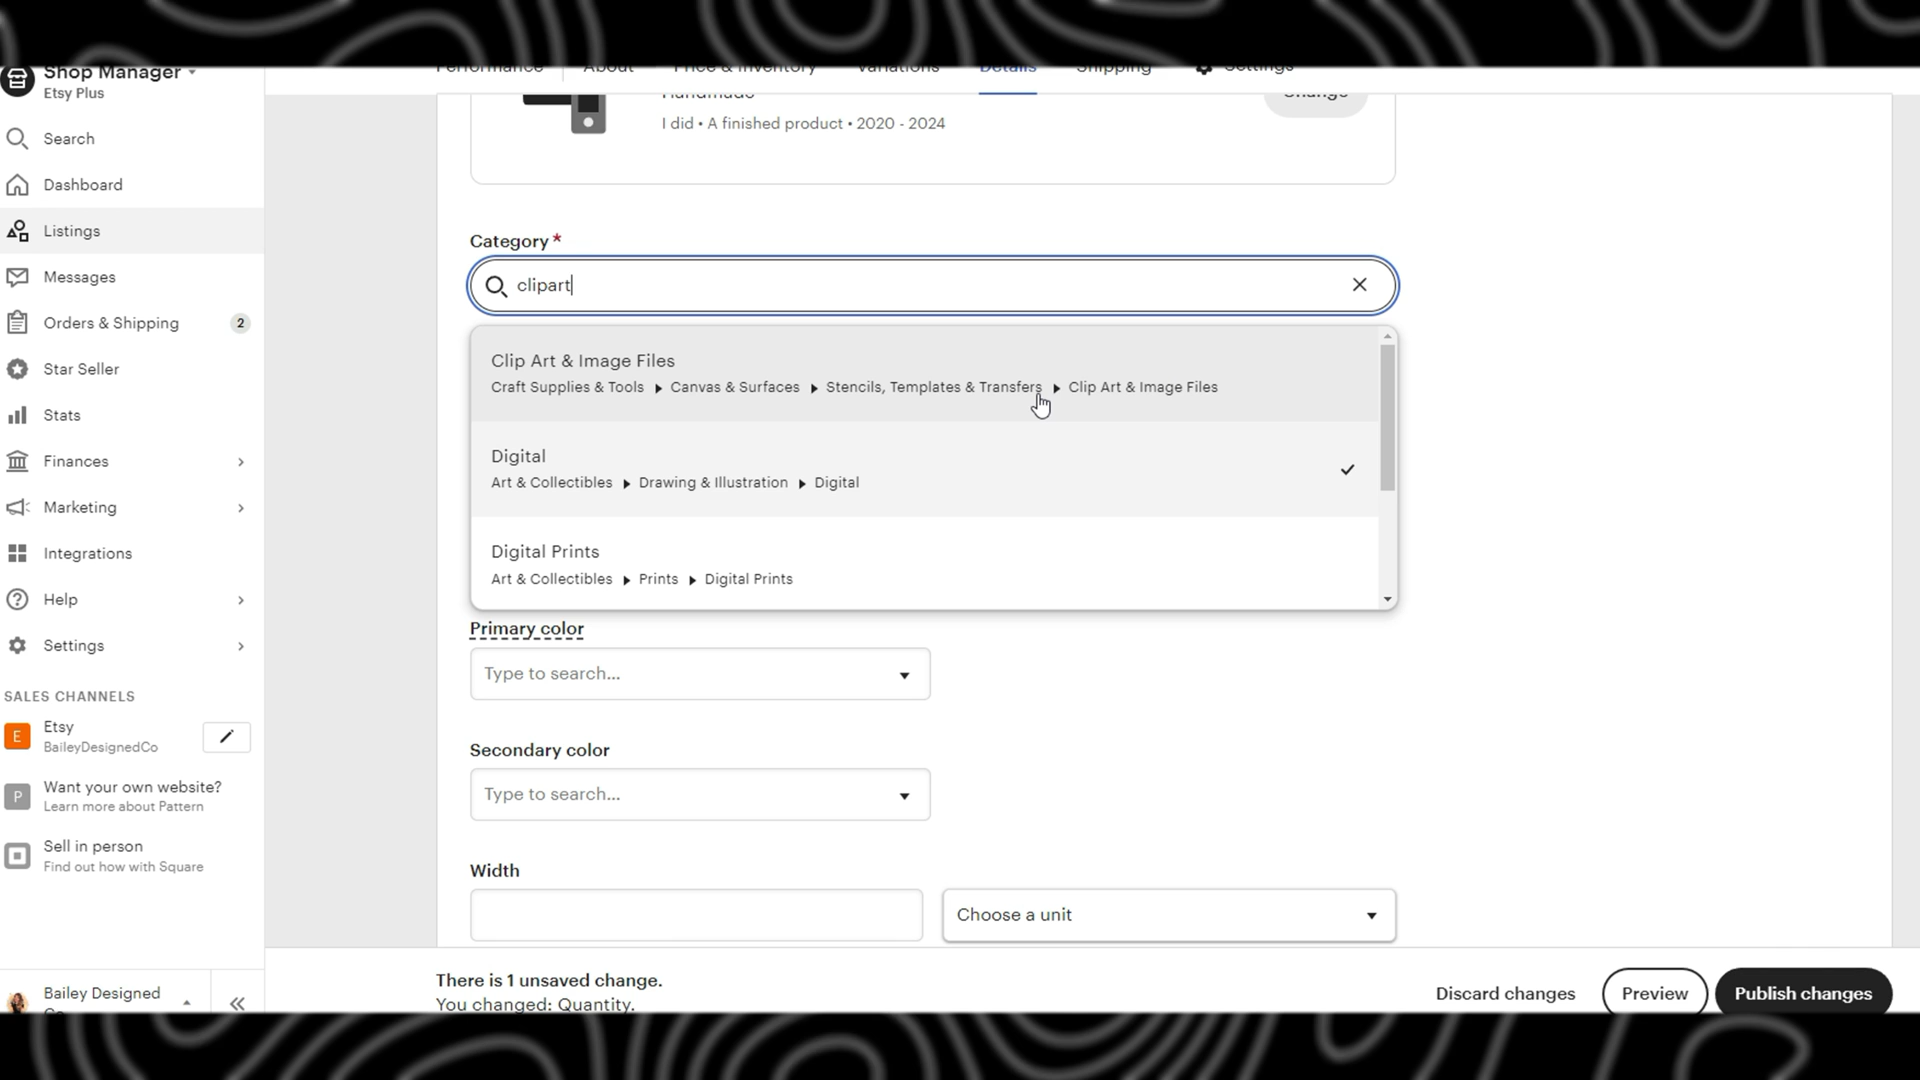 Shop Manager
Etsy Plus
Search
Dashboard
Listings
Messages
Orders & Shipping 2
Star Seller
Stats
Finances
Marketing
Integrations
Help
Settings
SALES CHANNELS
E
Etsy
BaileyDesignedCo
P
Want your own website?
Learn more about Pattern
Sell in person
Find out how with Square
Bailey Designed
Performance About Price & Inventory Variations Details Shipping Settings
Handmade
Change
I did • A finished product • 2020 - 2024
Category *
clipart
Clip Art & Image Files
Craft Supplies & Tools Canvas & Surfaces Stencils, Templates & Transfers Clip Art & Image Files
Digital
Art & Collectibles Drawing & Illustration Digital
Digital Prints
Art & Collectibles Prints Digital Prints
Primary color
Type to search...
Secondary color
Type to search...
Width
Choose a unit
There is 1 unsaved change.
You changed: Quantity.
Discard changes
Preview
Publish changes